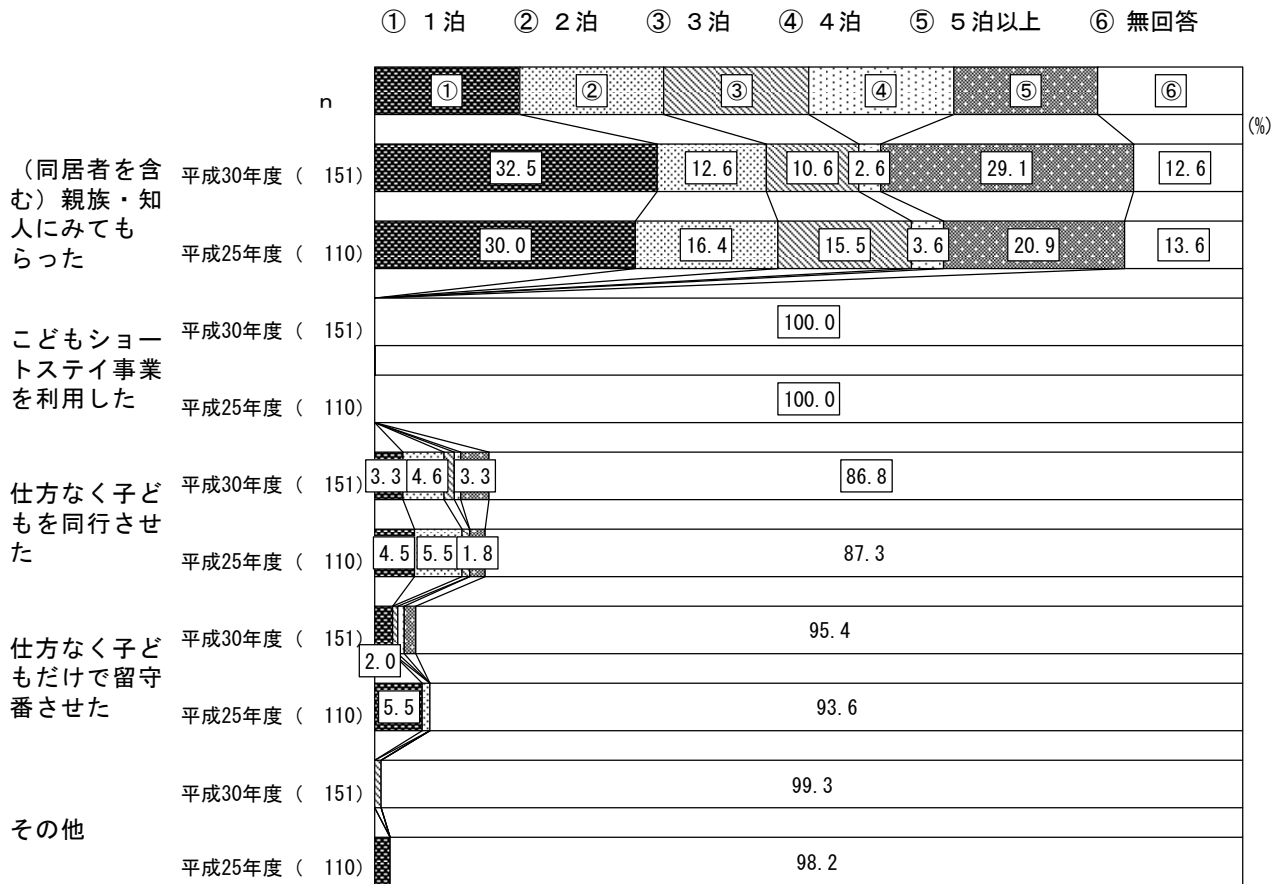 ① １泊 ② ２泊 ③ ３泊 ④ ４泊 ⑤ ５泊以上 ⑥ 無回答
① ② ③ ④ ⑤ ⑥
n
(%)
（同居者を含
む）親族・知
人にみても
らった
平成30年度 ( 151) 32.5 12.6 10.6 2.6 29.1 12.6
平成25年度 ( 110) 30.0 16.4 15.5 3.6 20.9 13.6
こどもショー
トステイ事業
を利用した
平成30年度 ( 151) 100.0
平成25年度 ( 110) 100.0
仕方なく子ど
もを同行させ
た
平成30年度 ( 151) 3.3 4.6 3.3 86.8
平成25年度 ( 110) 4.5 5.5 1.8 87.3
仕方なく子ど
もだけで留守
番させた
平成30年度 ( 151) 2.0 95.4
平成25年度 ( 110) 5.5 93.6
その他
平成30年度 ( 151) 99.3
平成25年度 ( 110) 98.2